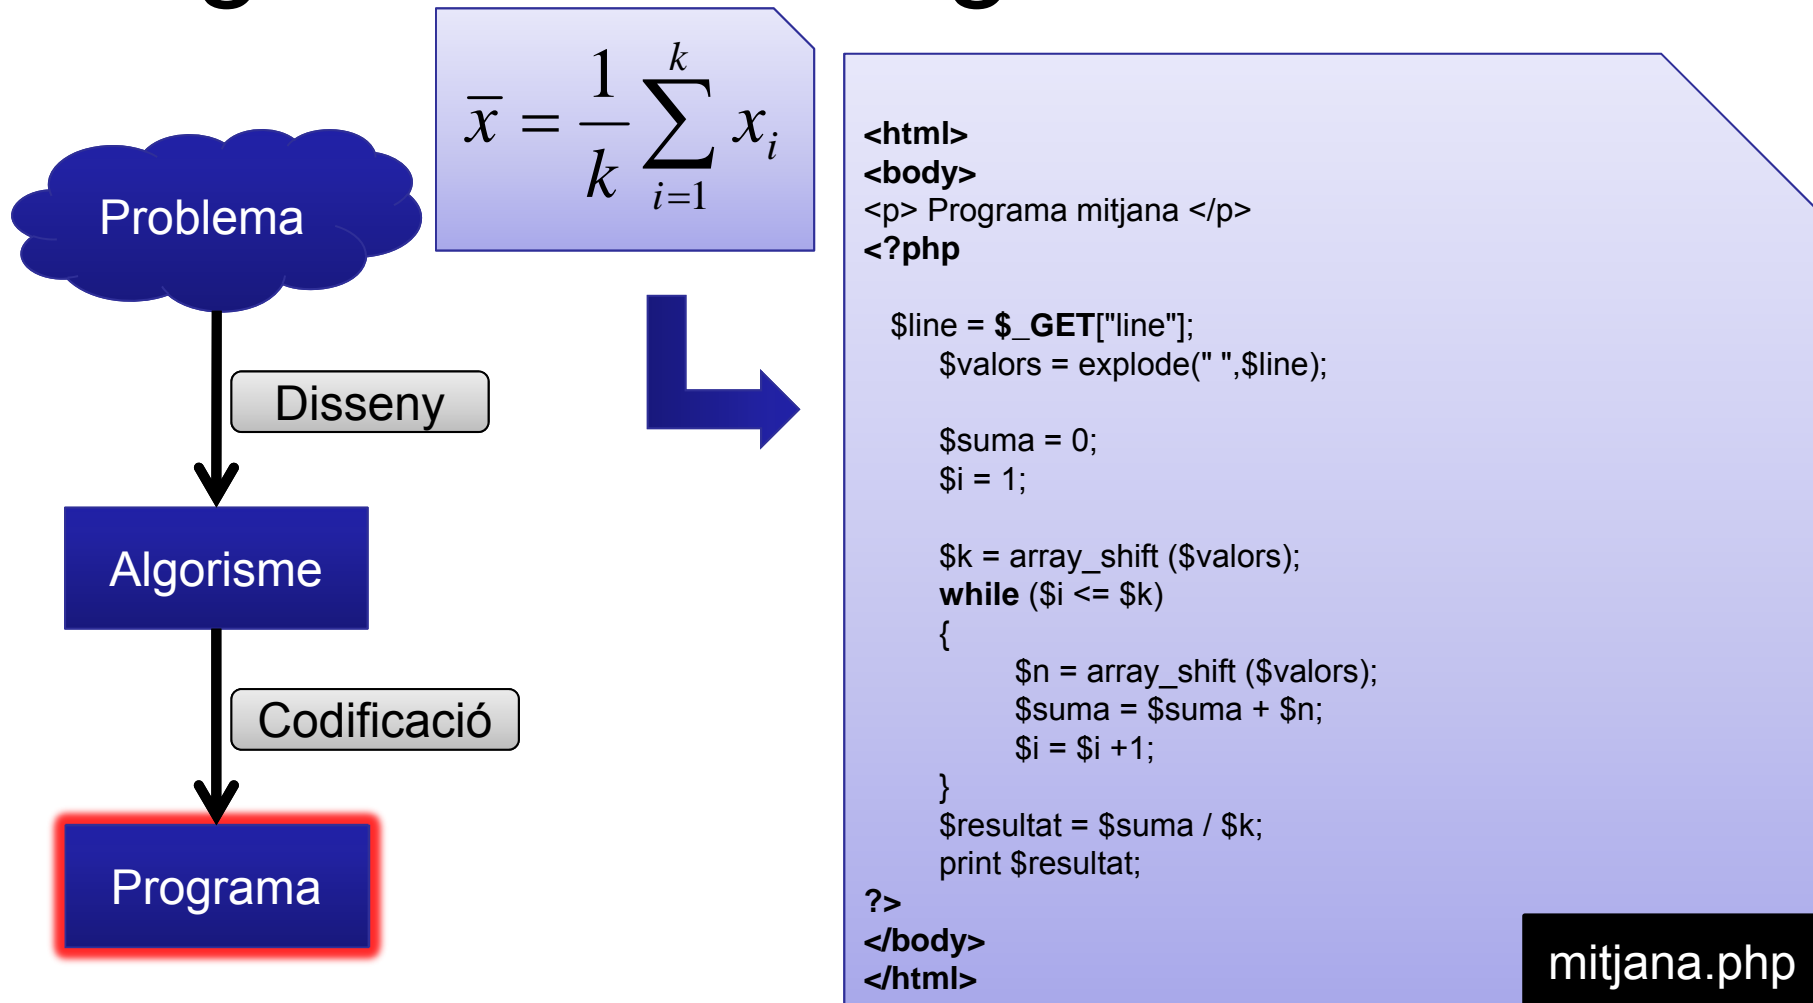 x̄ = 1/k ∑_{i=1}^{k} x_i
Problema
Disseny
Algorisme
Codificació
Programa
<html>
<body>
<p> Programa mitjana </p>
<?php
$line = $_GET["line"];
$valors = explode(" ",$line);
$suma = 0;
$i = 1;
$k = array_shift ($valors);
while ($i <= $k)
{
$n = array_shift ($valors);
$suma = $suma + $n;
$i = $i +1;
}
$resultat = $suma / $k;
print $resultat;
?>
</body>
</html>
mitjana.php